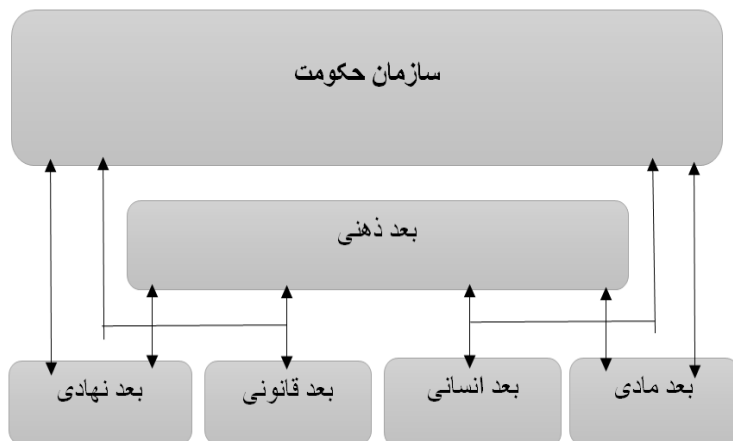 سازمان حکومت
بعد ذهنی
بعد مادی
بعد انسانی
بعد قانونی
بعد نهادی